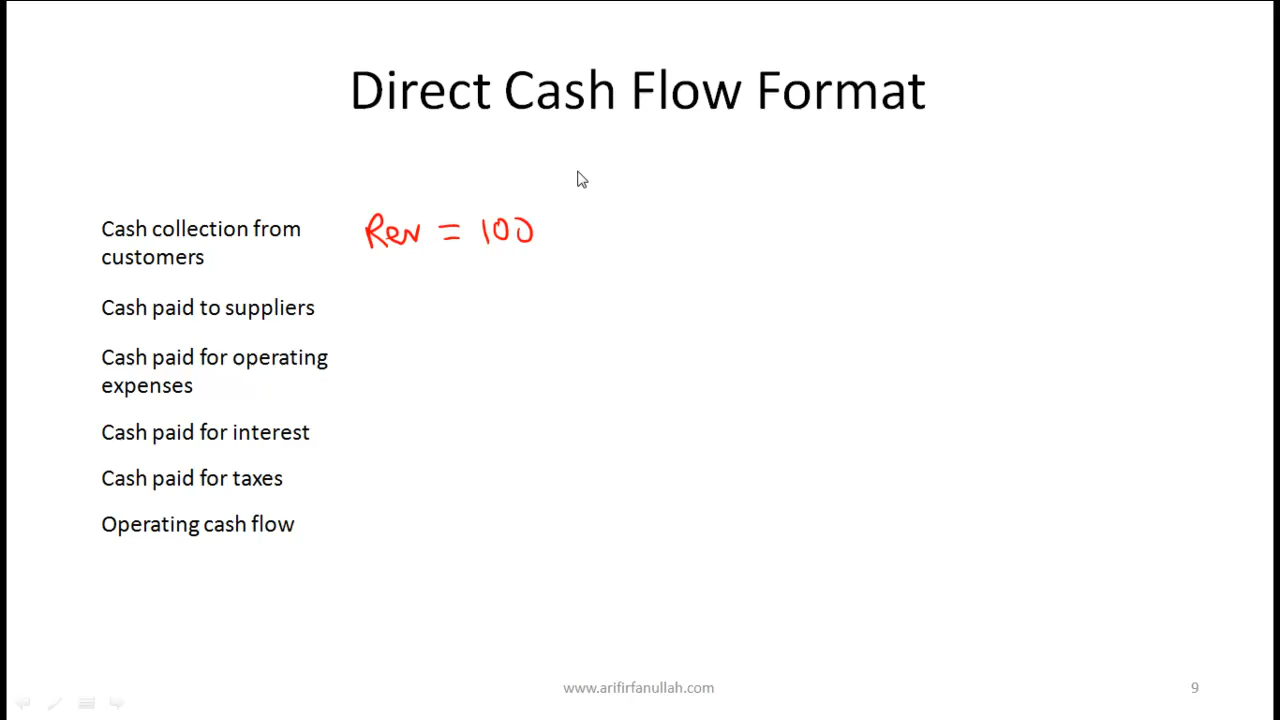 Direct Cash Flow Format
Cash collection from
customers
Rev = 100
Cash paid to suppliers
Cash paid for operating
expenses
Cash paid for interest
Cash paid for taxes
Operating cash flow
www.arifirfanullah.com
9